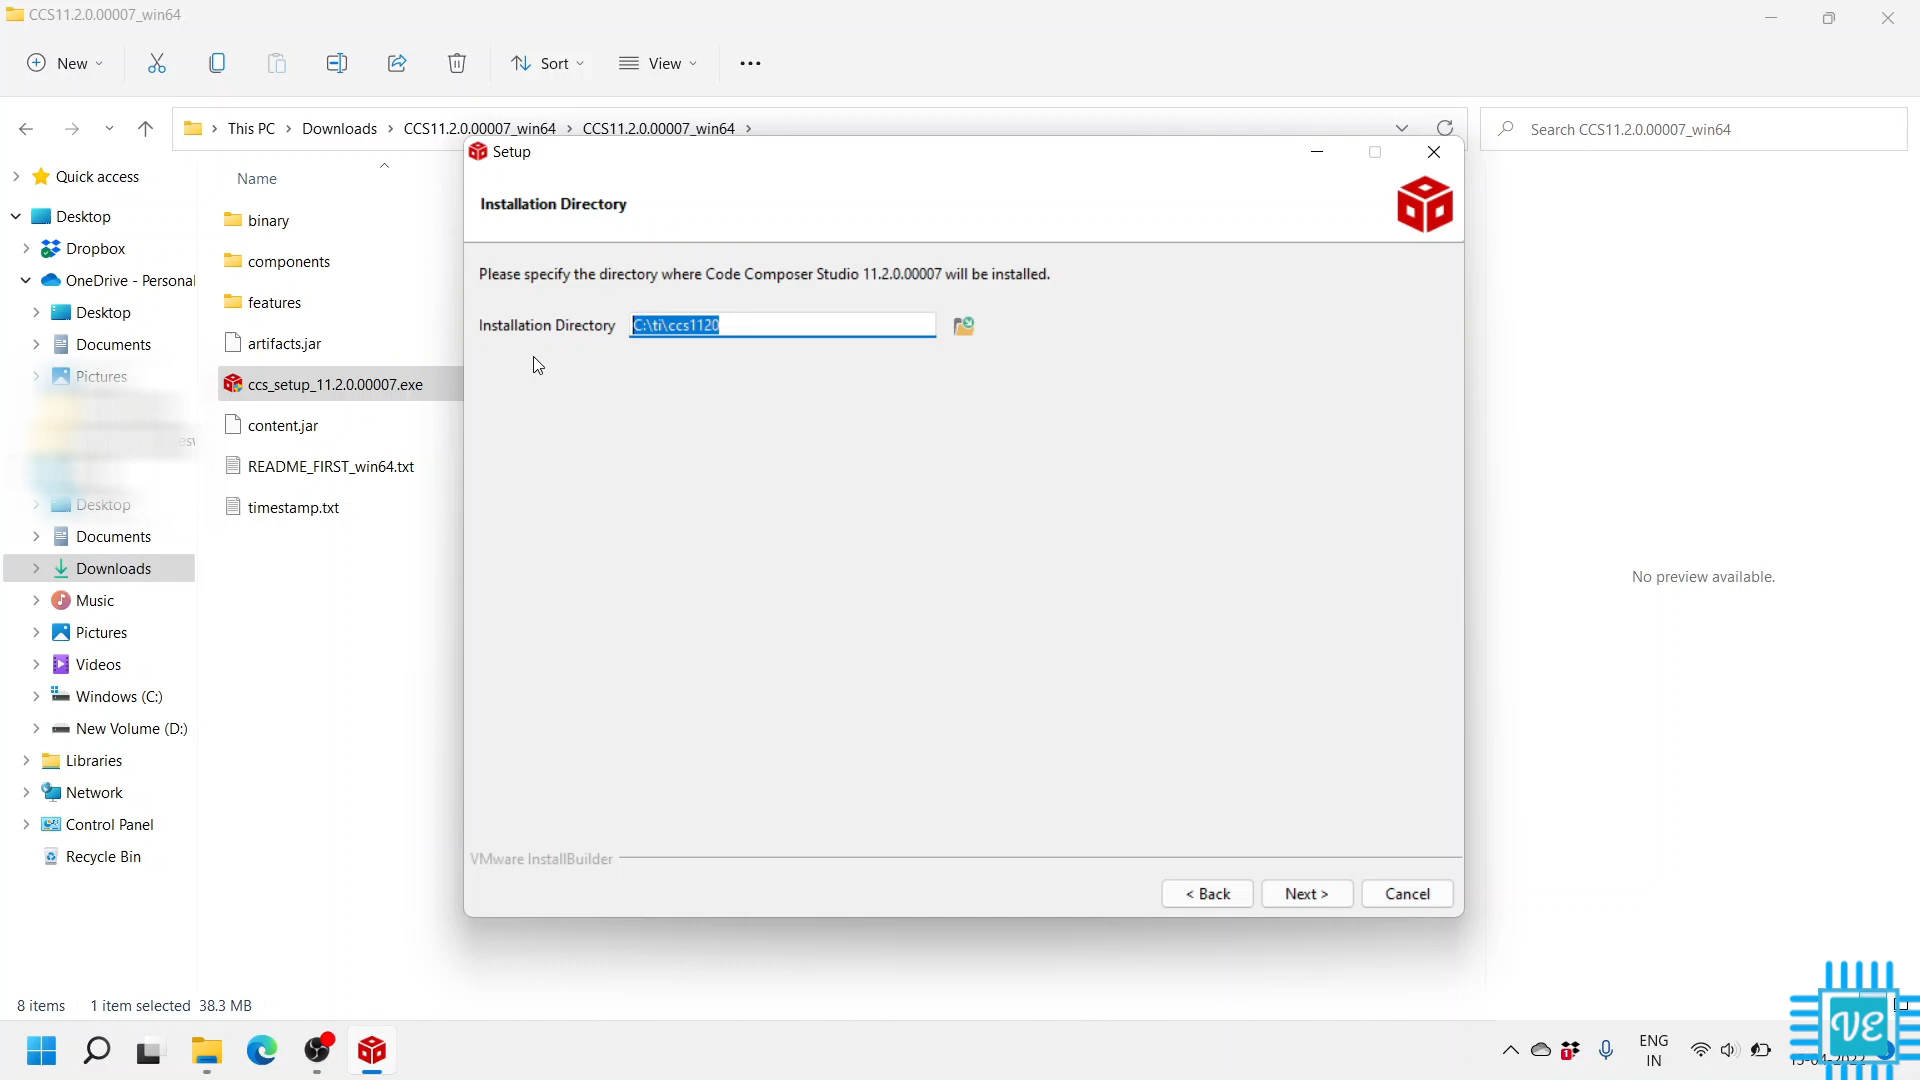 CCS11.2.0.00007_win64
New
Sort
View
This PC > Downloads > CCS11.2.0.00007_win64 > CCS11.2.0.00007_win64 >
Search CCS11.2.0.00007_win64
Quick access
Desktop
Dropbox
OneDrive - Personal
Desktop
Documents
Pictures
Desktop
Documents
Downloads
Music
Pictures
Videos
Windows (C:)
New Volume (D:)
Libraries
Network
Control Panel
Recycle Bin
Name
binary
components
features
artifacts.jar
ccs_setup_11.2.0.00007.exe
content.jar
README_FIRST_win64.txt
timestamp.txt
Setup
Installation Directory
Please specify the directory where Code Composer Studio 11.2.0.00007 will be installed.
Installation Directory C:\ti\ccs1120
VMware InstallBuilder
< Back
Next >
Cancel
No preview available.
8 items 1 item selected 38.3 MB
1
ENG
IN
VE